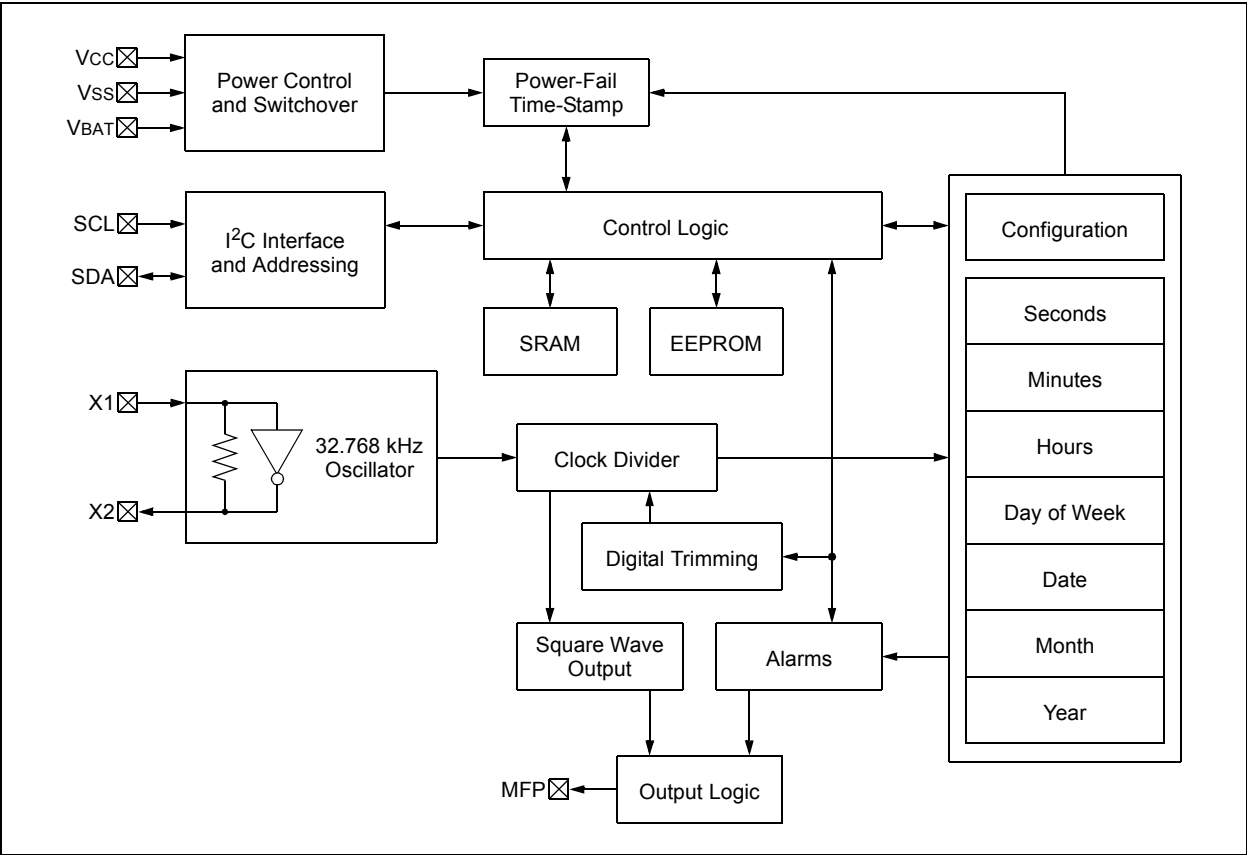 VCC
VSS
VBAT
Power Control
and Switchover
Power-Fail
Time-Stamp
SCL
SDA
I²C Interface
and Addressing
Control Logic
Configuration
SRAM
EEPROM
Seconds
Minutes
Hours
Day of Week
Date
Month
Year
X1
X2
32.768 kHz
Oscillator
Clock Divider
Digital Trimming
Square Wave
Output
Alarms
MFP
Output Logic